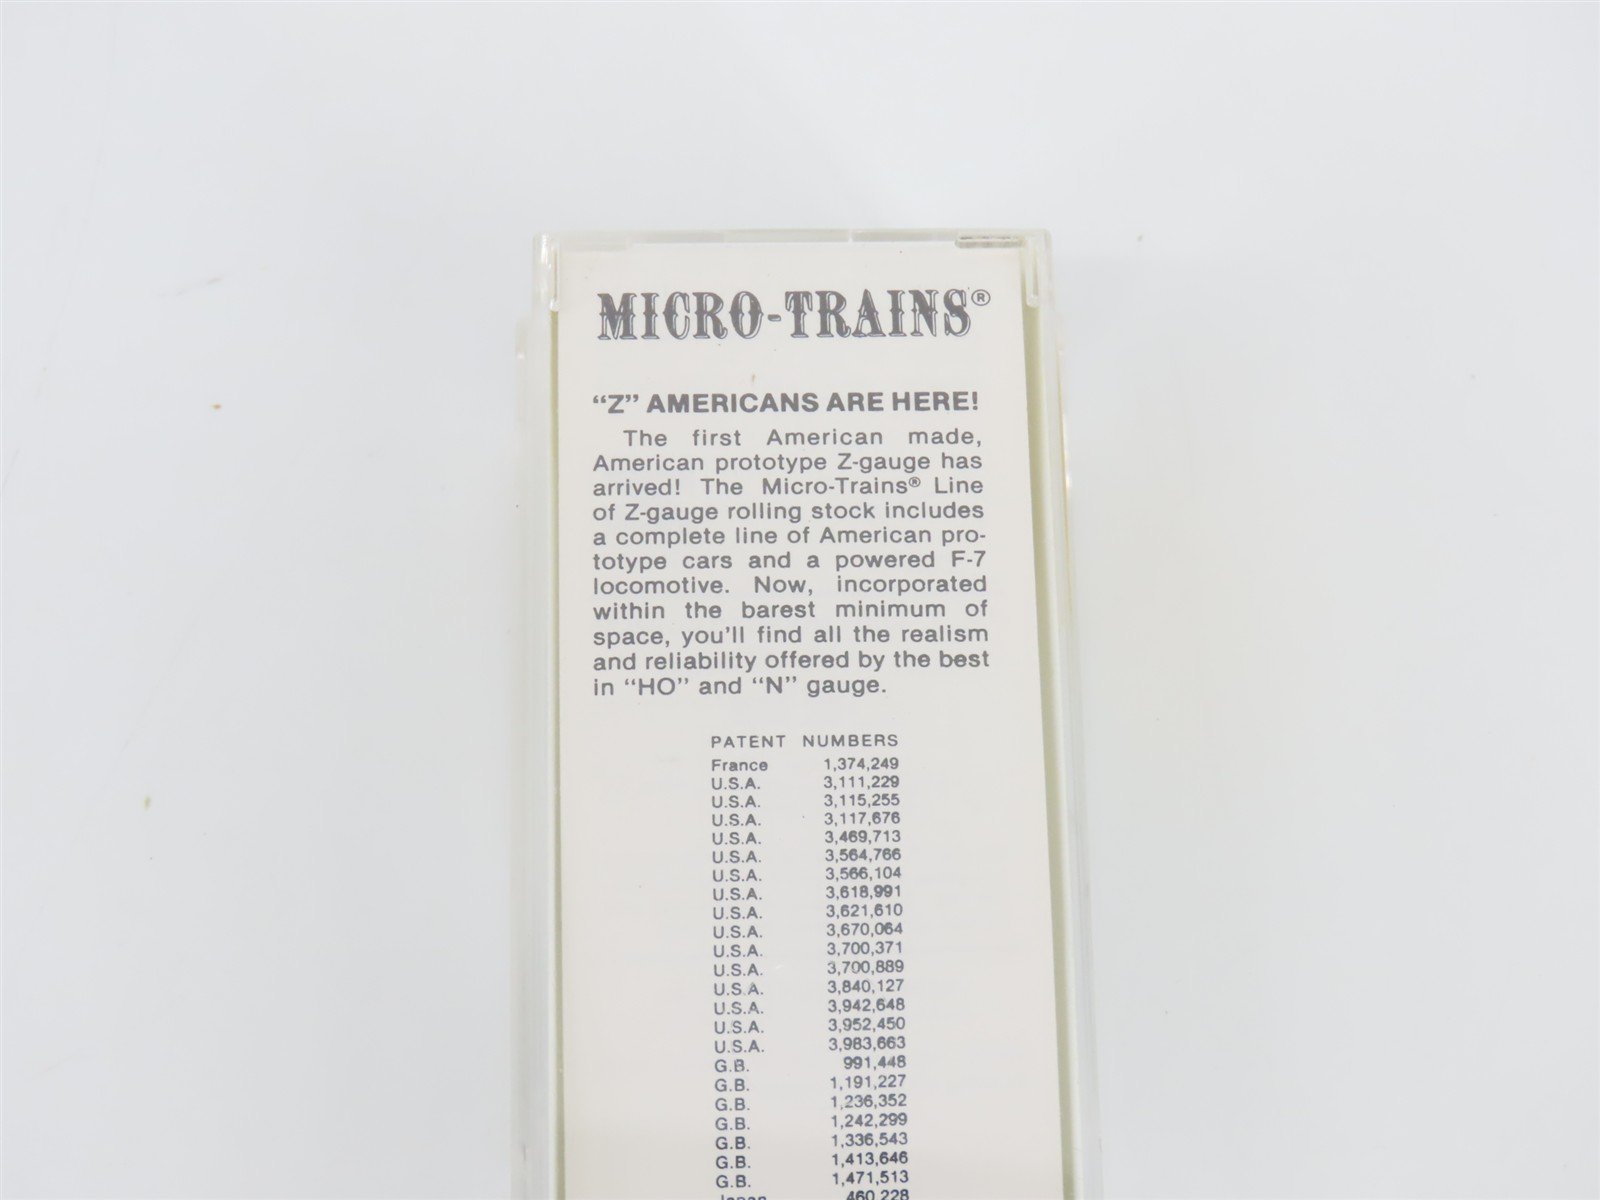 MICRO-TRAINS®
“Z” AMERICANS ARE HERE!
The first American made,
American prototype Z-gauge has
arrived! The Micro-Trains® Line
of Z-gauge rolling stock includes
a complete line of American pro-
totype cars and a powered F-7
locomotive. Now, incorporated
within the barest minimum of
space, you'll find all the realism
and reliability offered by the best
in “HO” and “N” gauge.
PATENT NUMBERS
France 1,374,249
U.S.A. 3,111,229
U.S.A. 3,115,255
U.S.A. 3,117,676
U.S.A. 3,469,713
U.S.A. 3,564,766
U.S.A. 3,566,104
U.S.A. 3,618,991
U.S.A. 3,621,610
U.S.A. 3,670,064
U.S.A. 3,700,371
U.S.A. 3,700,889
U.S.A. 3,840,127
U.S.A. 3,942,648
U.S.A. 3,952,450
U.S.A. 3,983,663
G.B. 991,448
G.B. 1,191,227
G.B. 1,236,352
G.B. 1,242,299
G.B. 1,336,543
G.B. 1,413,646
G.B. 1,471,513
Japan 460,228